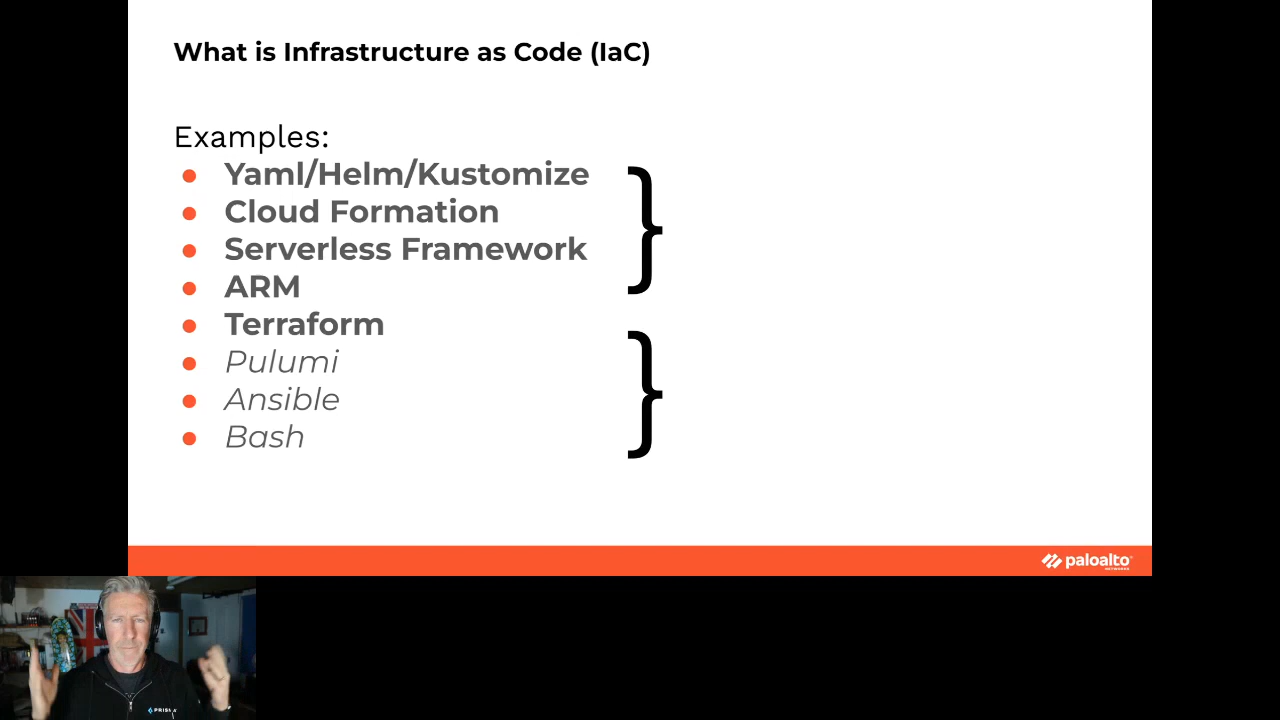 What is Infrastructure as Code (IaC)
Examples:
● Yaml/Helm/Kustomize
● Cloud Formation
● Serverless Framework
● ARM
● Terraform
● Pulumi
● Ansible
● Bash
}
}
paloalto
NETWORKS